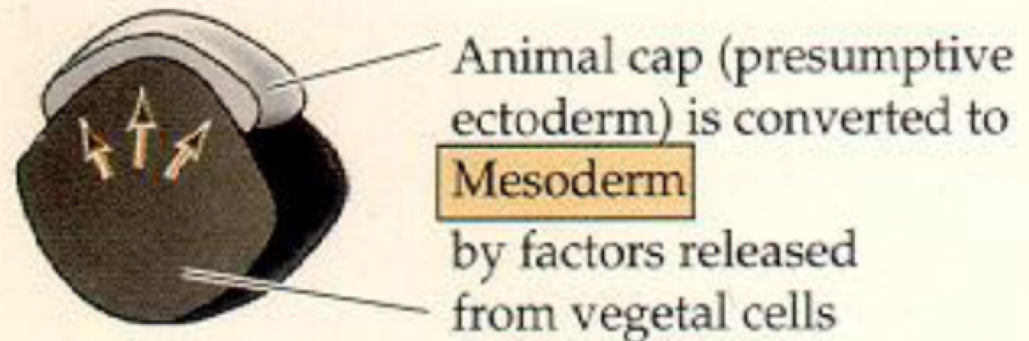 Animal cap (presumptive
ectoderm) is converted to
Mesoderm
by factors released
from vegetal cells